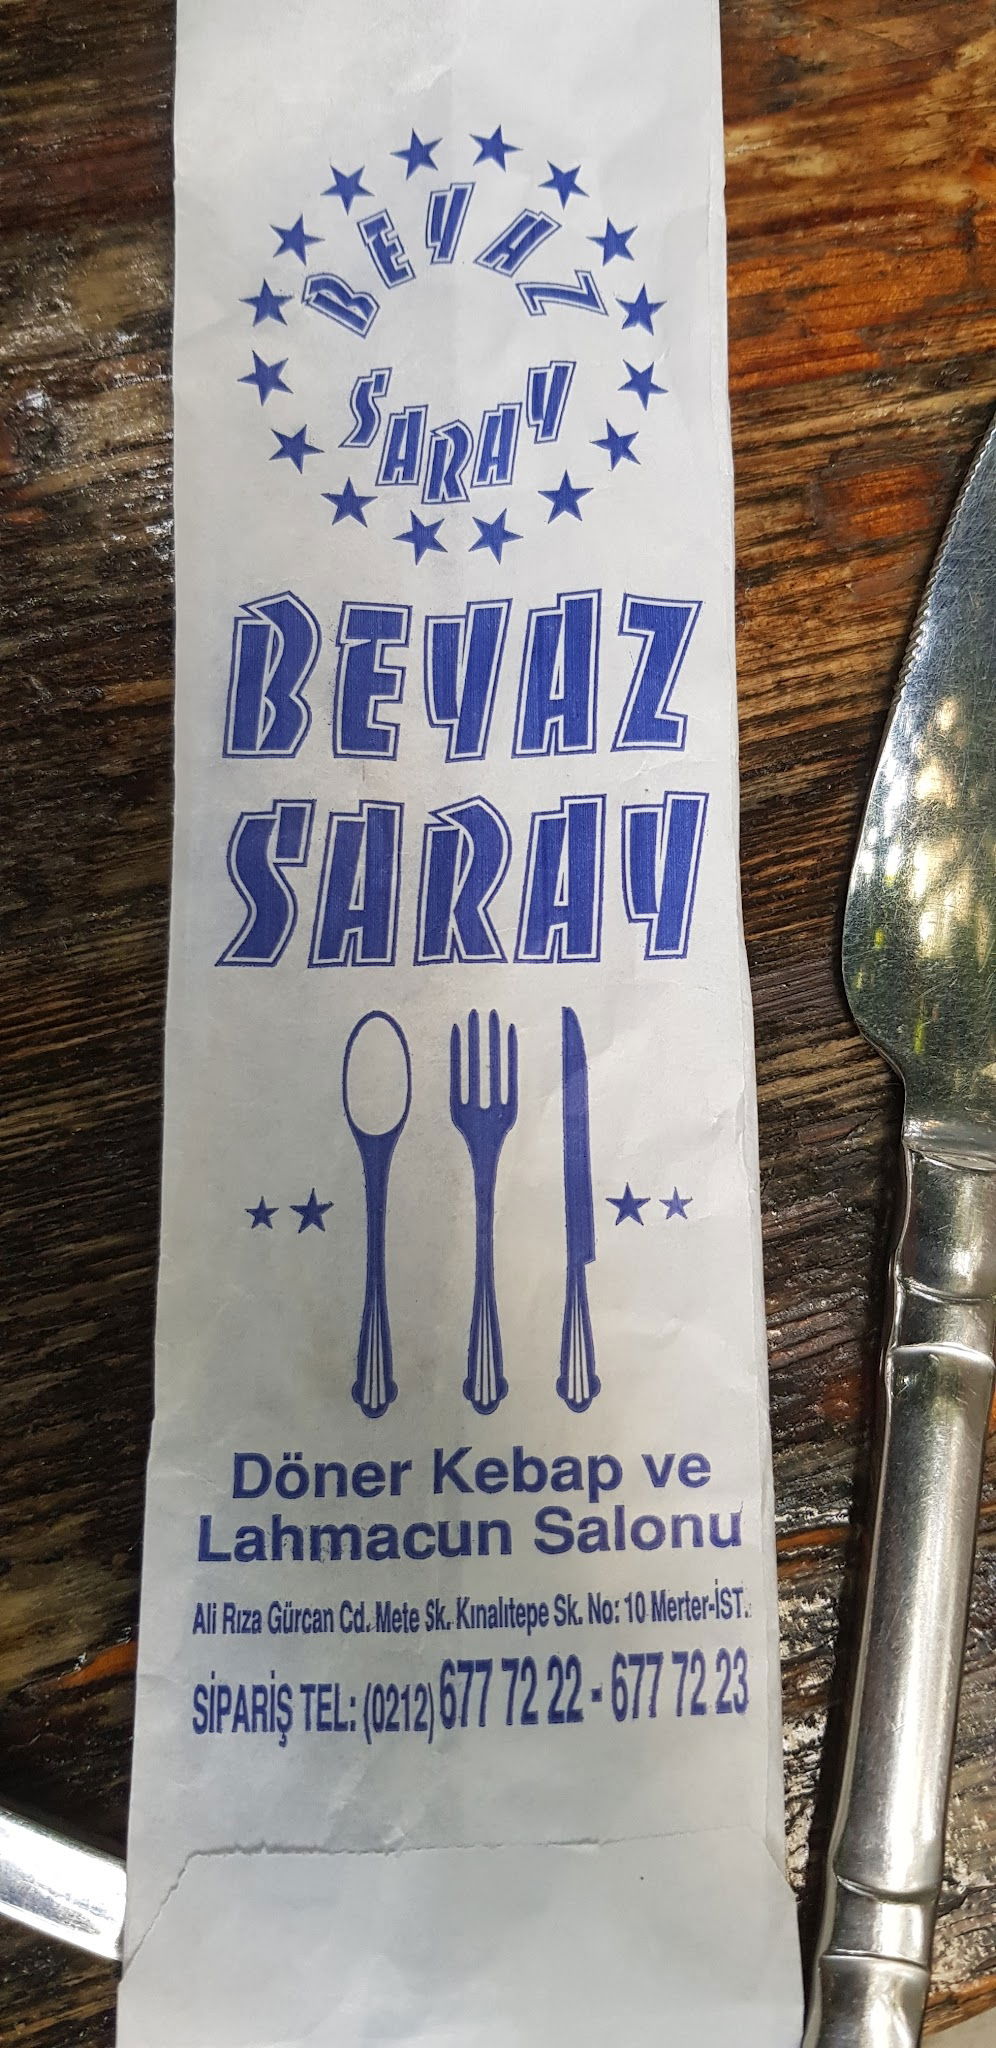 BEYAZ
SARAY
BEYAZ
SARAY
Döner Kebap ve
Lahmacun Salonu
Ali Rıza Gürcan Cd. Mete Sk. Kınalıtepe Sk. No: 10 Merter-İST.
SİPARİŞ TEL: (0212) 677 72 22 - 677 72 23